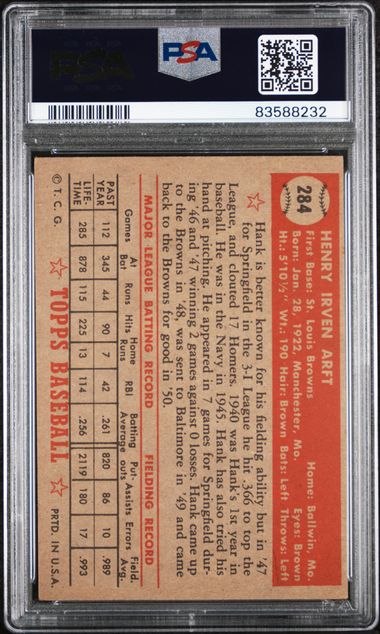 PSA
PSA
83588232
284
HENRY IRVEN ARFT
First Base: St. Louis Browns Home: Ballwin, Mo.
Born: Jan. 28, 1922, Manchester, Mo. Eyes: Brown
Ht.: 5'10½" Wt.: 190 Hair: Brown Bats: Left Throws: Left
Hank is better known for his fielding ability but in '47
for Springfield in the 3-I League he hit .366 to top the
League, and clouted 17 Homers. 1940 was Hank's 1st year in
baseball. He was in the Navy in 1945. Hank has also tried his
hand at pitching. He appeared in 7 games for Springfield dur-
ing '46 and '47 winning 2 games against 0 losses. Hank came up
to the Browns in '48, was sent to Baltimore in '49 and came
back to the Browns for good in '50.
MAJOR LEAGUE BATTING RECORD FIELDING RECORD
Games At Bat Runs Hits Home Runs RBI Batting Average Put-outs Assists Errors Field. Avg.
PAST YEAR 112 345 44 90 7 42 .261 820 86 10 .989
LIFE-TIME 285 878 115 225 13 114 .256 2119 180 17 .993
© T. C. G. TOPPS BASEBALL PRTD. IN U.S.A.